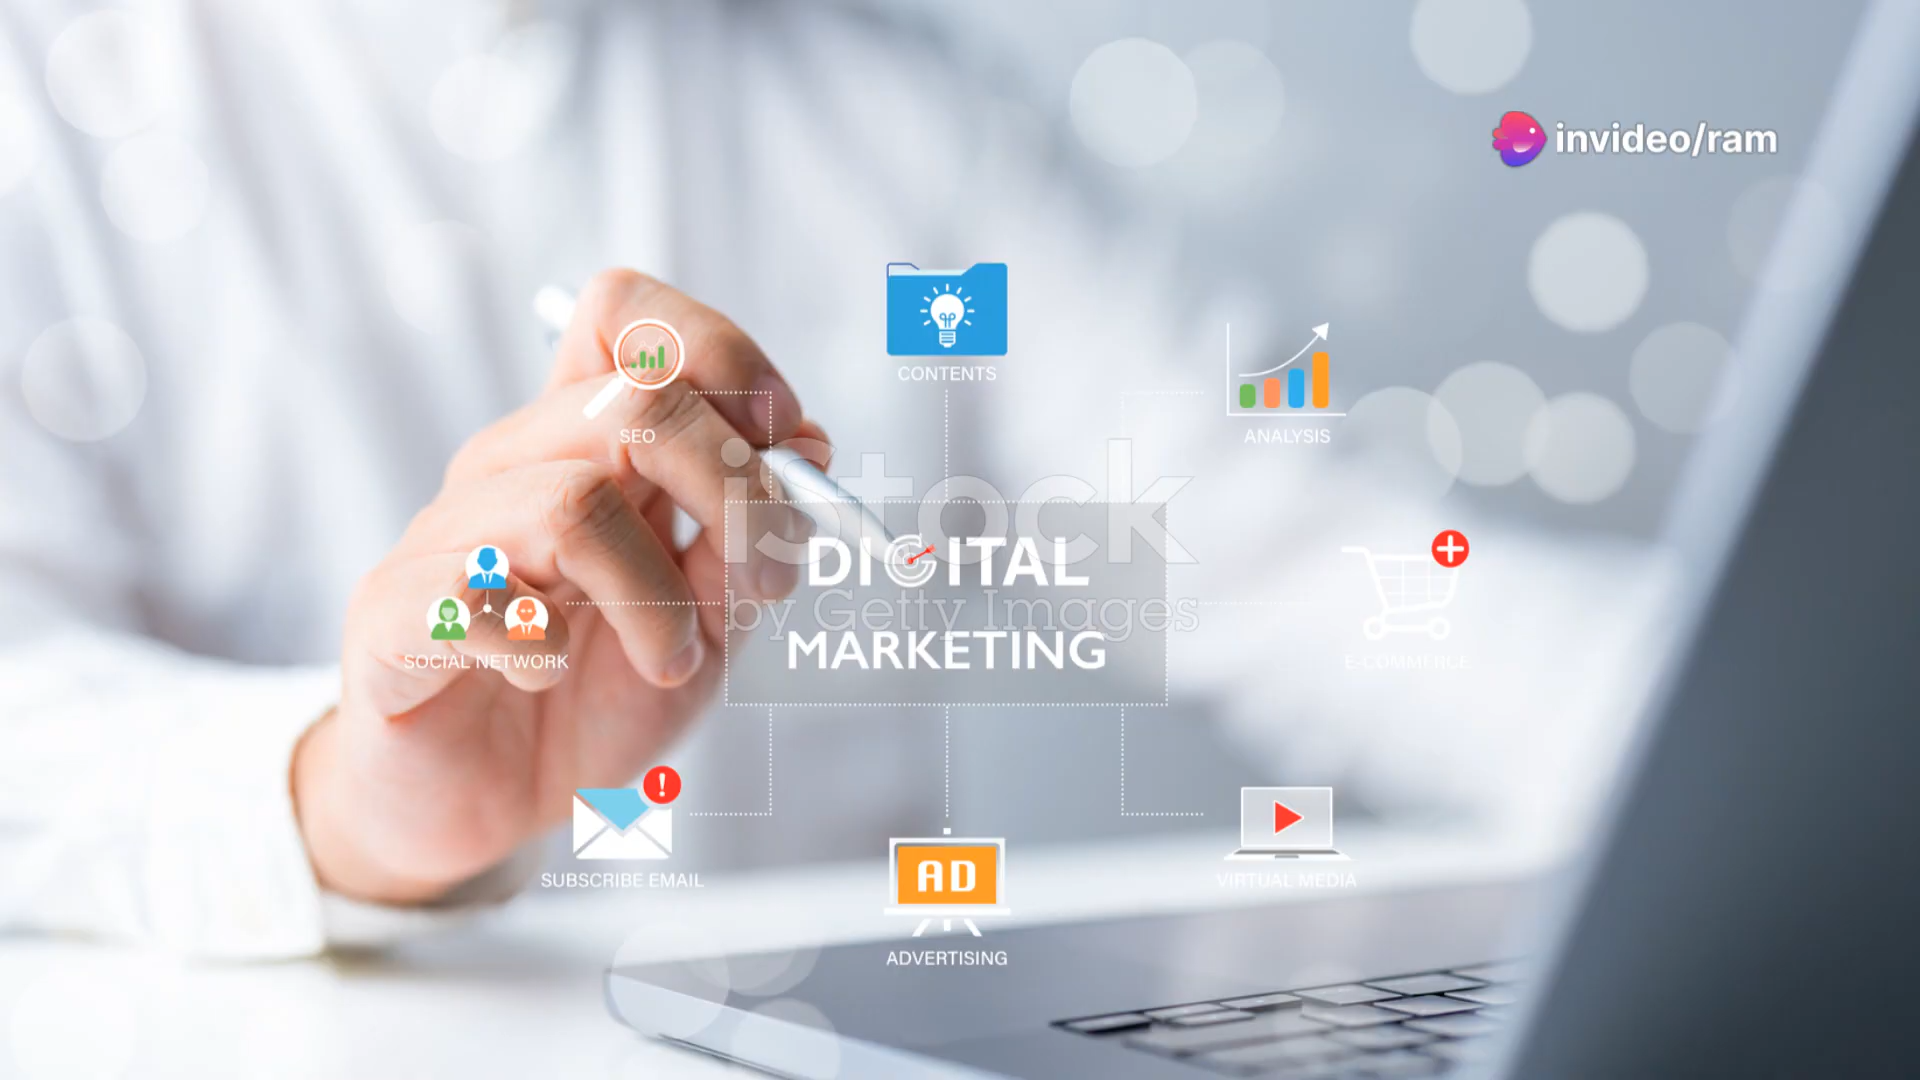 invideo/ram
CONTENTS
SEO
ANALYSIS
iStock
by Getty Images
DIGITAL
MARKETING
SOCIAL NETWORK
E-COMMERCE
SUBSCRIBE EMAIL
AD
VIRTUAL MEDIA
ADVERTISING